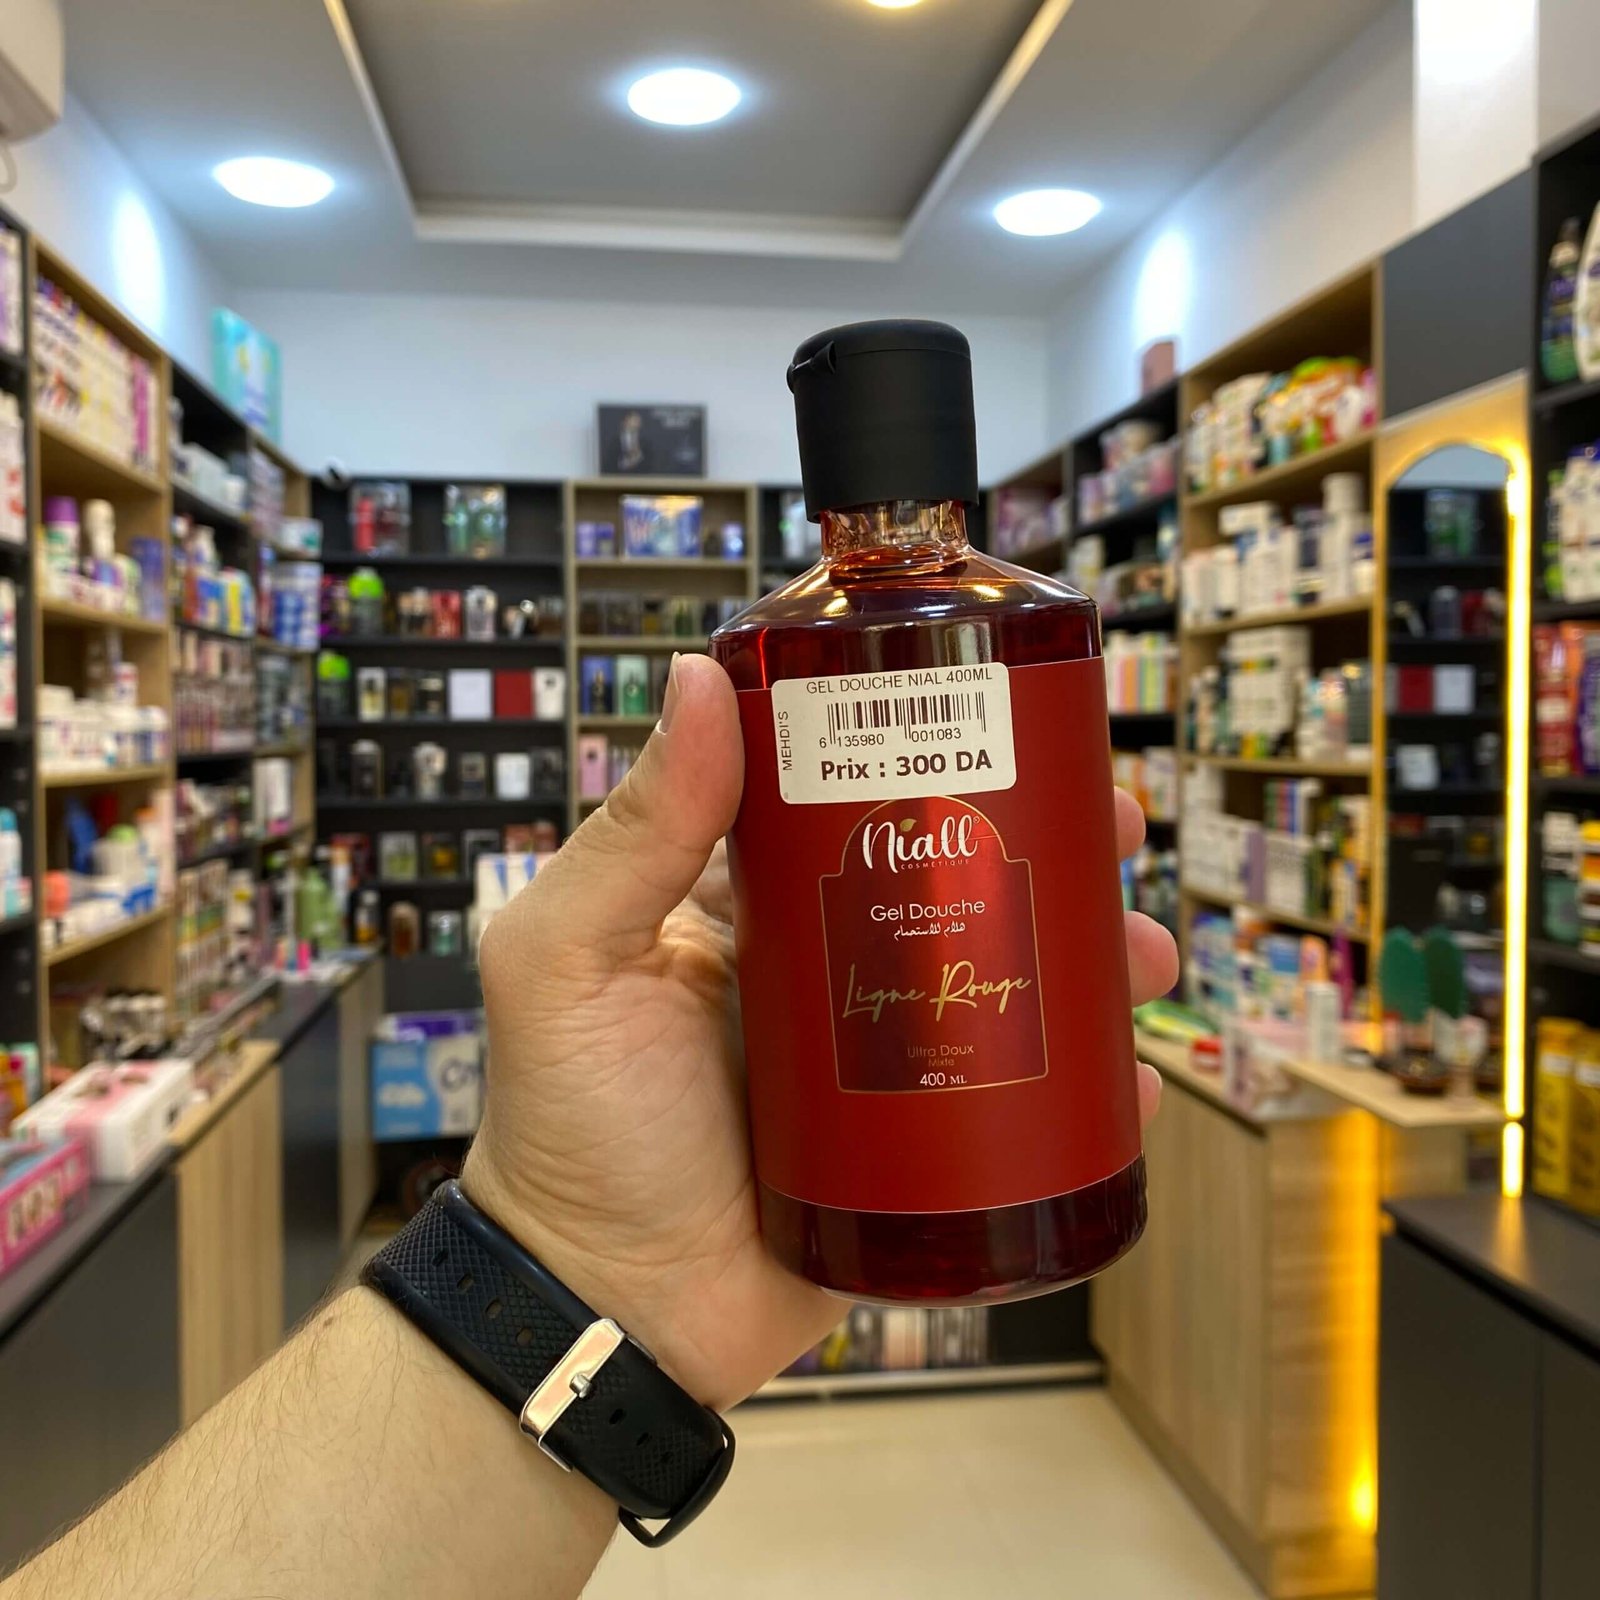 GEL DOUCHE NIAL 400ML
MEHDI'S
6 135980 001083
Prix : 300 DA
Niall
COSMÉTIQUE
Gel Douche
هلام للاستحمام
Ligne Rouge
Ultra Doux
Mixte
400 ML